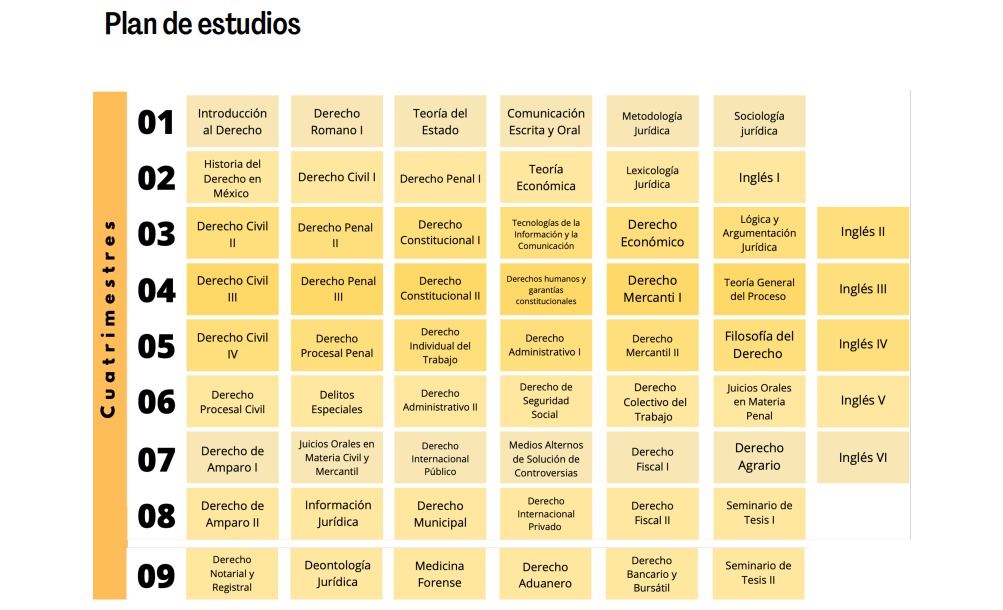 Plan de estudios
Cuatrimestres
01
Introducción
al Derecho
Derecho
Romano I
Teoría del
Estado
Comunicación
Escrita y Oral
Metodología
Jurídica
Sociología
jurídica
02
Historia del
Derecho en
México
Derecho Civil I
Derecho Penal I
Teoría
Económica
Lexicología
Jurídica
Inglés I
03
Derecho Civil
II
Derecho Penal
II
Derecho
Constitucional I
Tecnologías de la
Información y la
Comunicación
Derecho
Económico
Lógica y
Argumentación
Jurídica
Inglés II
04
Derecho Civil
III
Derecho Penal
III
Derecho
Constitucional II
Derechos humanos y
garantías
constitucionales
Derecho
Mercanti I
Teoría General
del Proceso
Inglés III
05
Derecho Civil
IV
Derecho
Procesal Penal
Derecho
Individual del
Trabajo
Derecho
Administrativo I
Derecho
Mercantil II
Filosofía del
Derecho
Inglés IV
06
Derecho
Procesal Civil
Delitos
Especiales
Derecho
Administrativo II
Derecho de
Seguridad
Social
Derecho
Colectivo del
Trabajo
Juicios Orales
en Materia
Penal
Inglés V
07
Derecho de
Amparo I
Juicios Orales en
Materia Civil y
Mercantil
Derecho
Internacional
Público
Medios Alternos
de Solución de
Controversias
Derecho
Fiscal I
Derecho
Agrario
Inglés VI
08
Derecho de
Amparo II
Información
Jurídica
Derecho
Municipal
Derecho
Internacional
Privado
Derecho
Fiscal II
Seminario de
Tesis I
09
Derecho
Notarial y
Registral
Deontología
Jurídica
Medicina
Forense
Derecho
Aduanero
Derecho
Bancario y
Bursátil
Seminario de
Tesis II